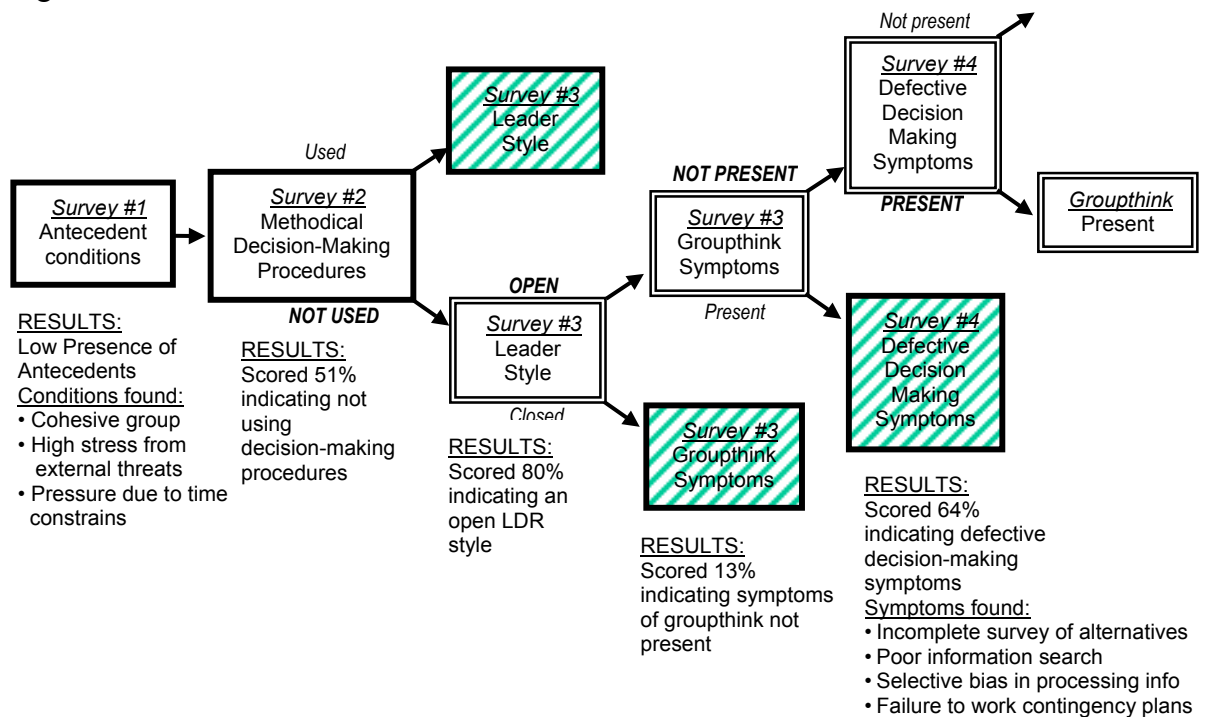 Survey #1
Antecedent
conditions
RESULTS:
Low Presence of
Antecedents
Conditions found:
• Cohesive group
• High stress from
external threats
• Pressure due to time
constrains
Used
Survey #2
Methodical
Decision-Making
Procedures
NOT USED
RESULTS:
Scored 51%
indicating not
using
decision-making
procedures
Survey #3
Leader
Style
OPEN
Survey #3
Leader
Style
Closed
RESULTS:
Scored 80%
indicating an
open LDR
style
NOT PRESENT
Survey #3
Groupthink
Symptoms
Present
Survey #3
Groupthink
Symptoms
RESULTS:
Scored 13%
indicating symptoms
of groupthink not
present
Not present
Survey #4
Defective
Decision
Making
Symptoms
PRESENT
Groupthink
Present
Survey #4
Defective
Decision
Making
Symptoms
RESULTS:
Scored 64%
indicating defective
decision-making
symptoms
Symptoms found:
• Incomplete survey of alternatives
• Poor information search
• Selective bias in processing info
• Failure to work contingency plans